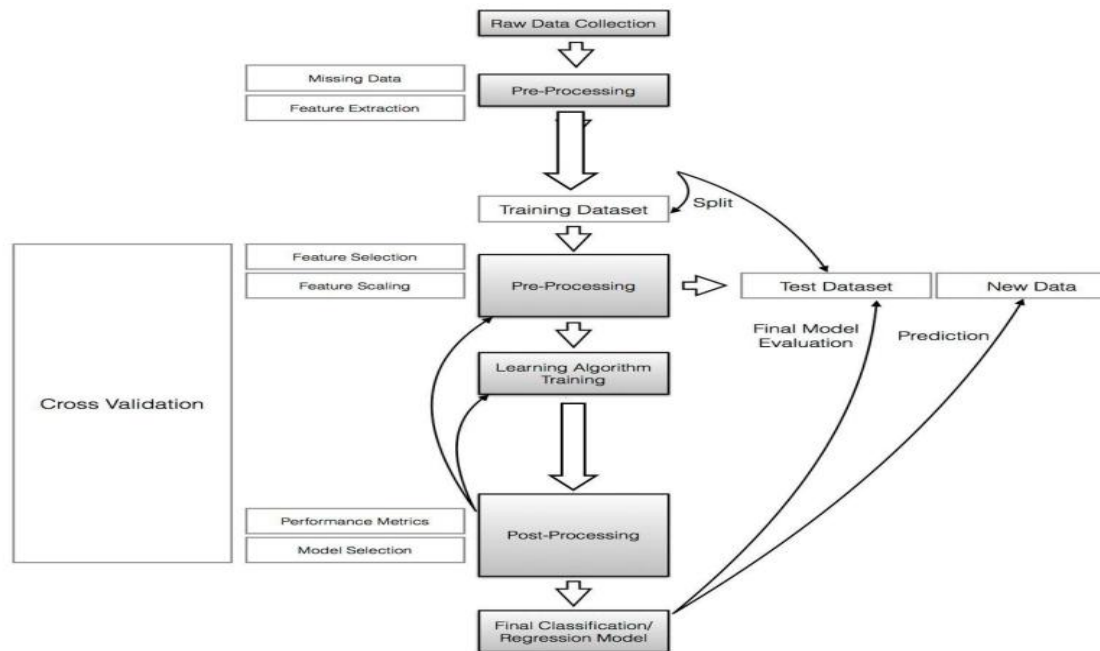 Raw Data Collection
Missing Data
Pre-Processing
Feature Extraction
Training Dataset
Split
Feature Selection
Feature Scaling
Pre-Processing
Test Dataset
New Data
Final Model
Evaluation
Prediction
Learning Algorithm
Training
Cross Validation
Performance Metrics
Post-Processing
Model Selection
Final Classification/
Regression Model